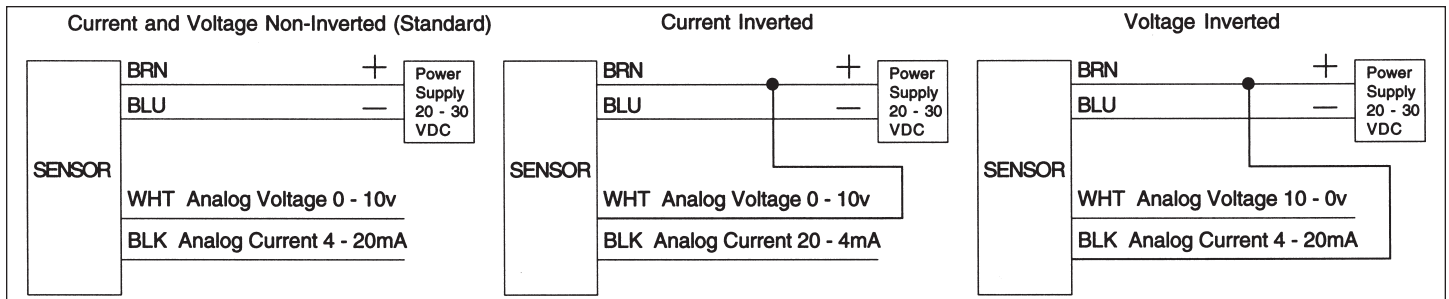 Current and Voltage Non-Inverted (Standard)
BRN
+
BLU
—
Power
Supply
20 - 30
VDC
SENSOR
WHT Analog Voltage 0 - 10v
BLK Analog Current 4 - 20mA
Current Inverted
BRN
+
BLU
—
Power
Supply
20 - 30
VDC
SENSOR
WHT Analog Voltage 0 - 10v
BLK Analog Current 20 - 4mA
Voltage Inverted
BRN
+
BLU
—
Power
Supply
20 - 30
VDC
SENSOR
WHT Analog Voltage 10 - 0v
BLK Analog Current 4 - 20mA